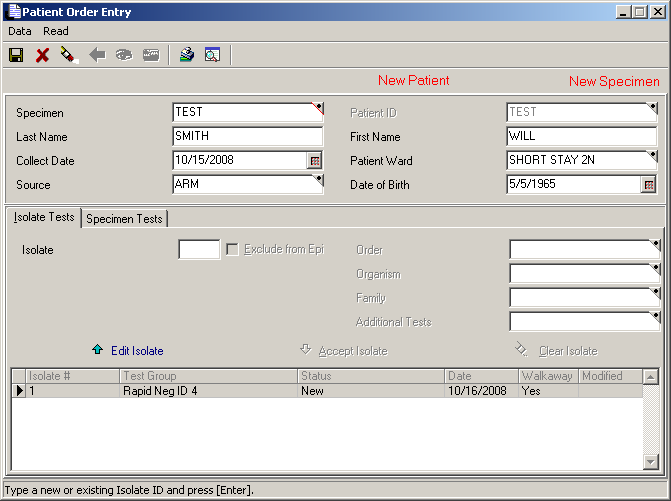 Patient Order Entry
Data Read
New Patient New Specimen
Specimen TEST Patient ID TEST
Last Name SMITH First Name WILL
Collect Date 10/15/2008 Patient Ward SHORT STAY 2N
Source ARM Date of Birth 5/5/1965
Isolate Tests Specimen Tests
Isolate Exclude from Epi Order
Organism
Family
Additional Tests
Edit Isolate Accept Isolate Clear Isolate
Isolate # Test Group Status Date Walkaway Modified
1 Rapid Neg ID 4 New 10/16/2008 Yes
Type a new or existing Isolate ID and press [Enter].